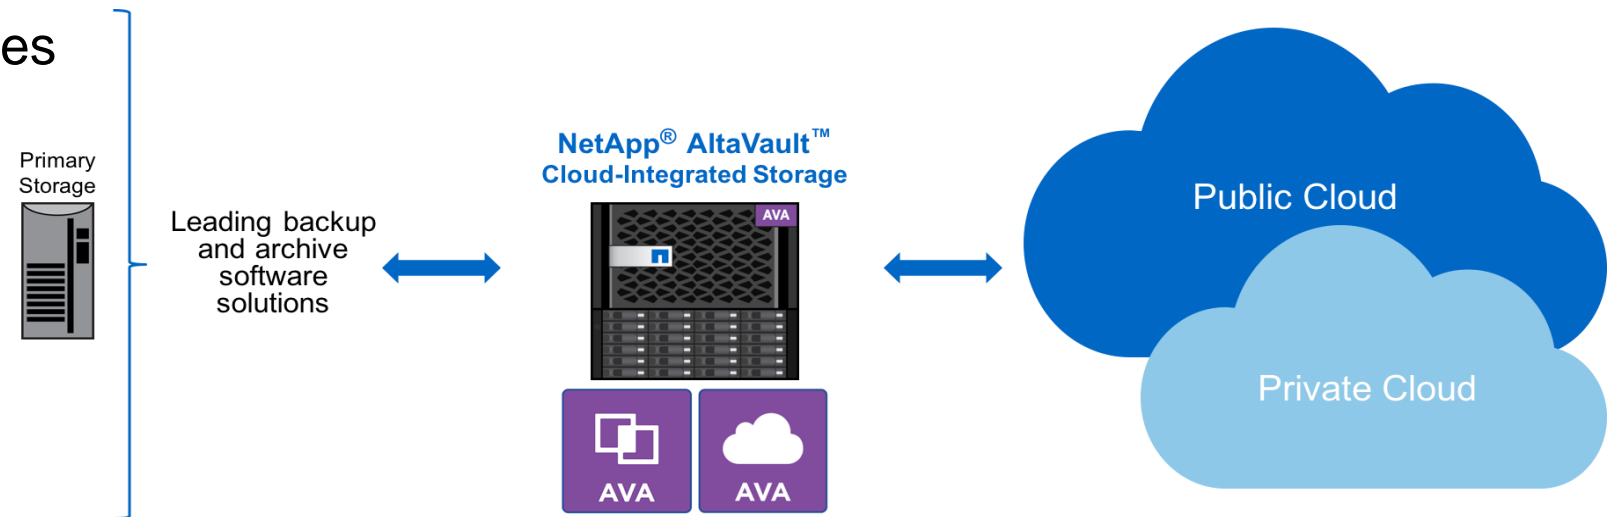 es
Primary
Storage
Leading backup
and archive
software
solutions
NetApp® AltaVault™
Cloud-Integrated Storage
AVA
AVA
AVA
Public Cloud
Private Cloud